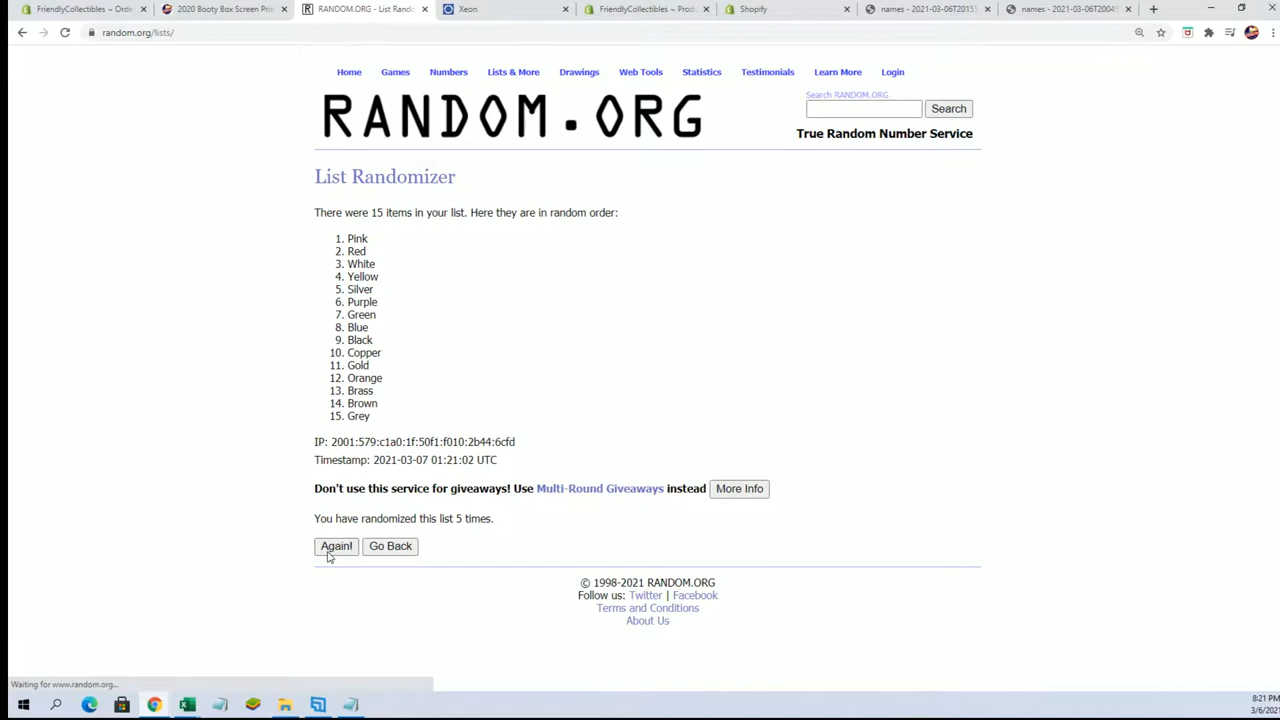 FriendlyCollectibles ~ Orde
2020 Booty Box Screen Prin
RANDOM.ORG - List Rando
Xeon
FriendlyCollectibles ~ Prod
Shopify
names - 2021-03-06T2015
names - 2021-03-06T2004
random.org/lists/
Home Games Numbers Lists & More Drawings Web Tools Statistics Testimonials Learn More Login
Search RANDOM.ORG
RANDOM.ORG
Search
True Random Number Service
List Randomizer
There were 15 items in your list. Here they are in random order:
1. Pink
2. Red
3. White
4. Yellow
5. Silver
6. Purple
7. Green
8. Blue
9. Black
10. Copper
11. Gold
12. Orange
13. Brass
14. Brown
15. Grey
IP: 2001:579:c1a0:1f:50f1:f010:2b44:6cfd
Timestamp: 2021-03-07 01:21:02 UTC
Don't use this service for giveaways! Use Multi-Round Giveaways instead More Info
You have randomized this list 5 times.
Again! Go Back
© 1998-2021 RANDOM.ORG
Follow us: Twitter | Facebook
Terms and Conditions
About Us
Waiting for www.random.org...
8:21 PM
3/6/2021